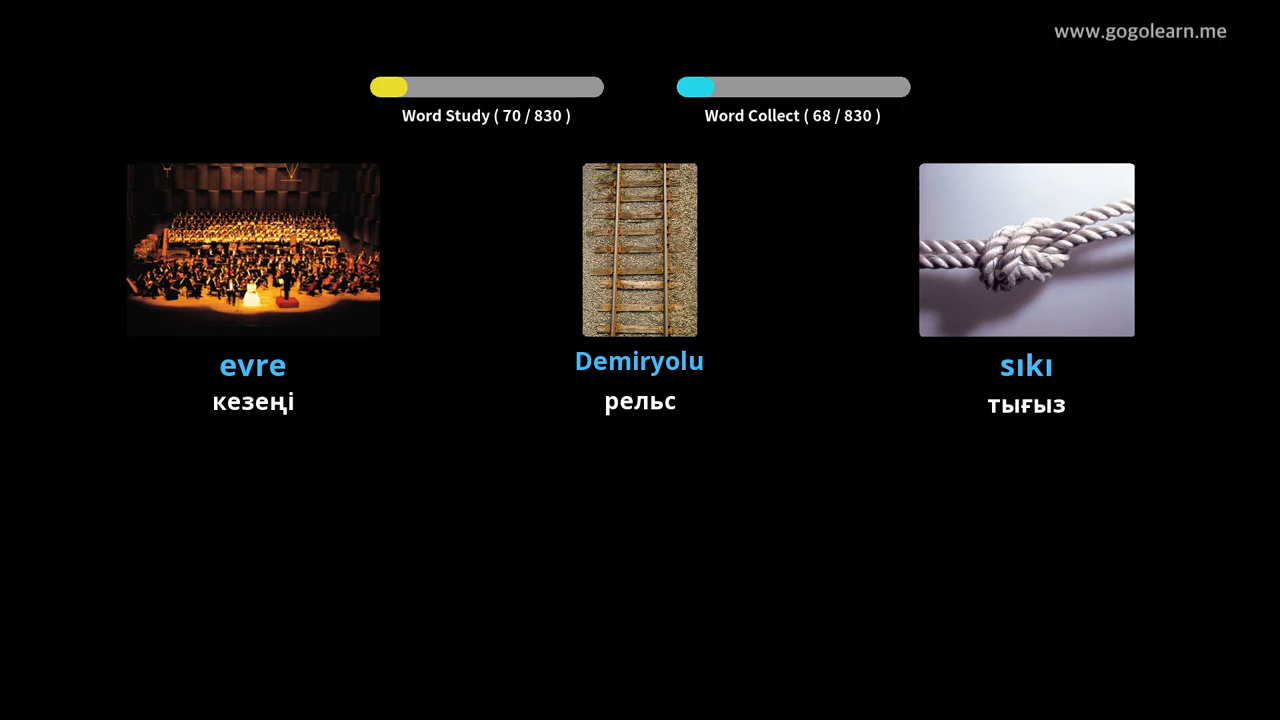 www.gogolearn.me
Word Study ( 70 / 830 )
Word Collect ( 68 / 830 )
evre
кезеңі
Demiryolu
рельс
sıkı
тығыз